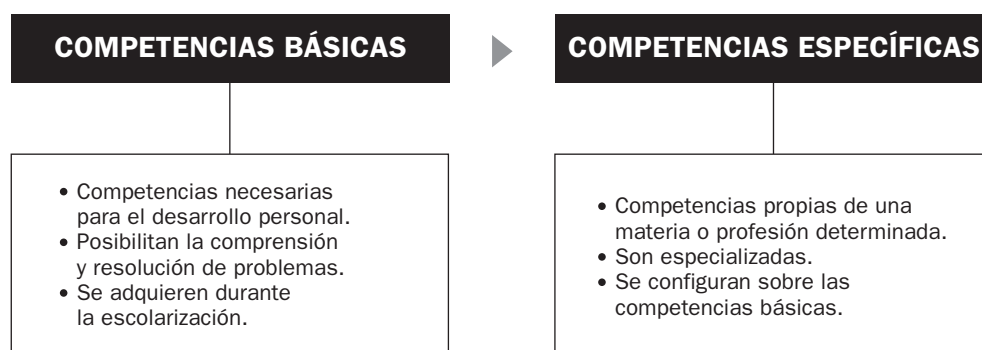 COMPETENCIAS BÁSICAS
• Competencias necesarias
para el desarrollo personal.
• Posibilitan la comprensión
y resolución de problemas.
• Se adquieren durante
la escolarización.
COMPETENCIAS ESPECÍFICAS
• Competencias propias de una
materia o profesión determinada.
• Son especializadas.
• Se configuran sobre las
competencias básicas.